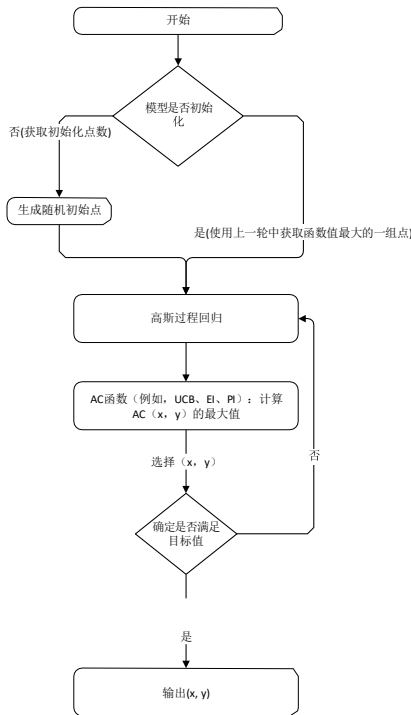 开始
模型是否初始
化
否(获取初始化点数)
生成随机初始点
是(使用上一轮中获取函数值最大的一组点)
高斯过程回归
AC函数（例如，UCB、EI、PI）：计算
AC（x，y）的最大值
选择（x，y）
否
确定是否满足
目标值
是
输出(x, y)